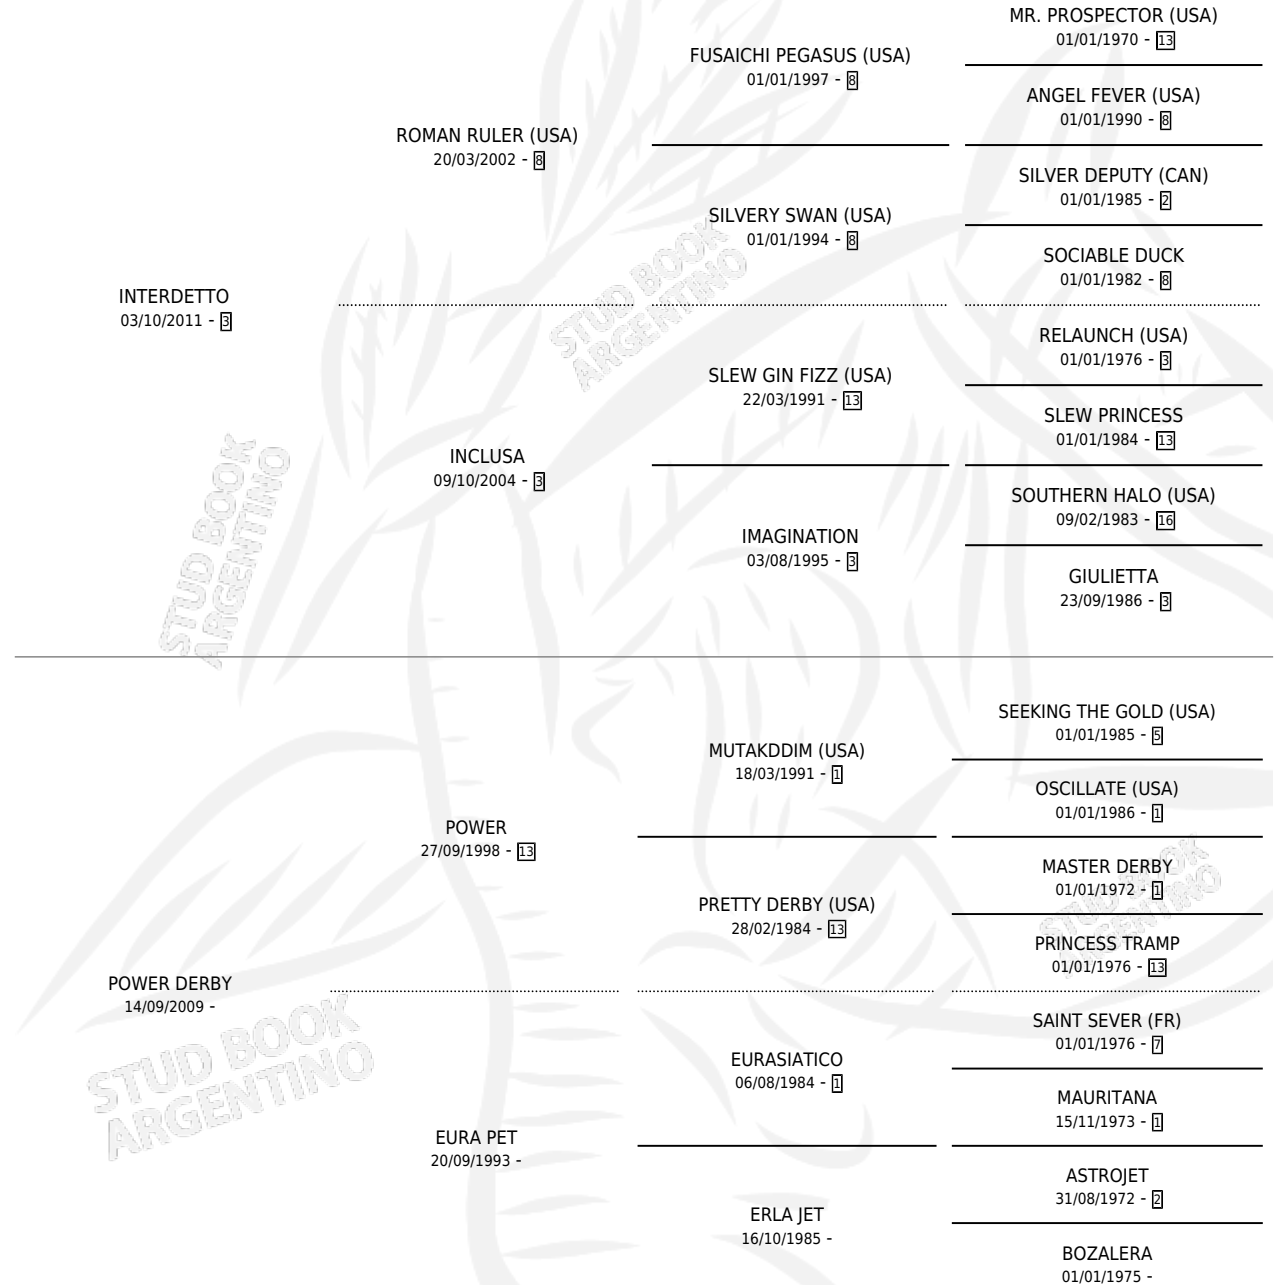 MR. PROSPECTOR (USA)
01/01/1970 - 13
FUSAICHI PEGASUS (USA)
01/01/1997 - 8
ANGEL FEVER (USA)
01/01/1990 - 8
ROMAN RULER (USA)
20/03/2002 - 8
SILVER DEPUTY (CAN)
01/01/1985 - 2
SILVERY SWAN (USA)
01/01/1994 - 8
SOCIABLE DUCK
01/01/1982 - 8
INTERDETTO
03/10/2011 - 3
RELAUNCH (USA)
01/01/1976 - 3
SLEW GIN FIZZ (USA)
22/03/1991 - 13
SLEW PRINCESS
01/01/1984 - 13
INCLUSA
09/10/2004 - 3
SOUTHERN HALO (USA)
09/02/1983 - 16
IMAGINATION
03/08/1995 - 3
GIULIETTA
23/09/1986 - 3
SEEKING THE GOLD (USA)
01/01/1985 - 5
MUTAKDDIM (USA)
18/03/1991 - 1
OSCILLATE (USA)
01/01/1986 - 1
POWER
27/09/1998 - 13
MASTER DERBY
01/01/1972 - 1
PRETTY DERBY (USA)
28/02/1984 - 13
PRINCESS TRAMP
01/01/1976 - 13
POWER DERBY
14/09/2009 -
SAINT SEVER (FR)
01/01/1976 - 7
EURASIATICO
06/08/1984 - 1
MAURITANA
15/11/1973 - 1
EURA PET
20/09/1993 -
ASTROJET
31/08/1972 - 2
ERLA JET
16/10/1985 -
BOZALERA
01/01/1975 -
STUD BOOK
ARGENTINO
STUD BOOK
ARGENTINO
STUD BOOK
ARGENTINO
STUD BOOK
ARGENTINO